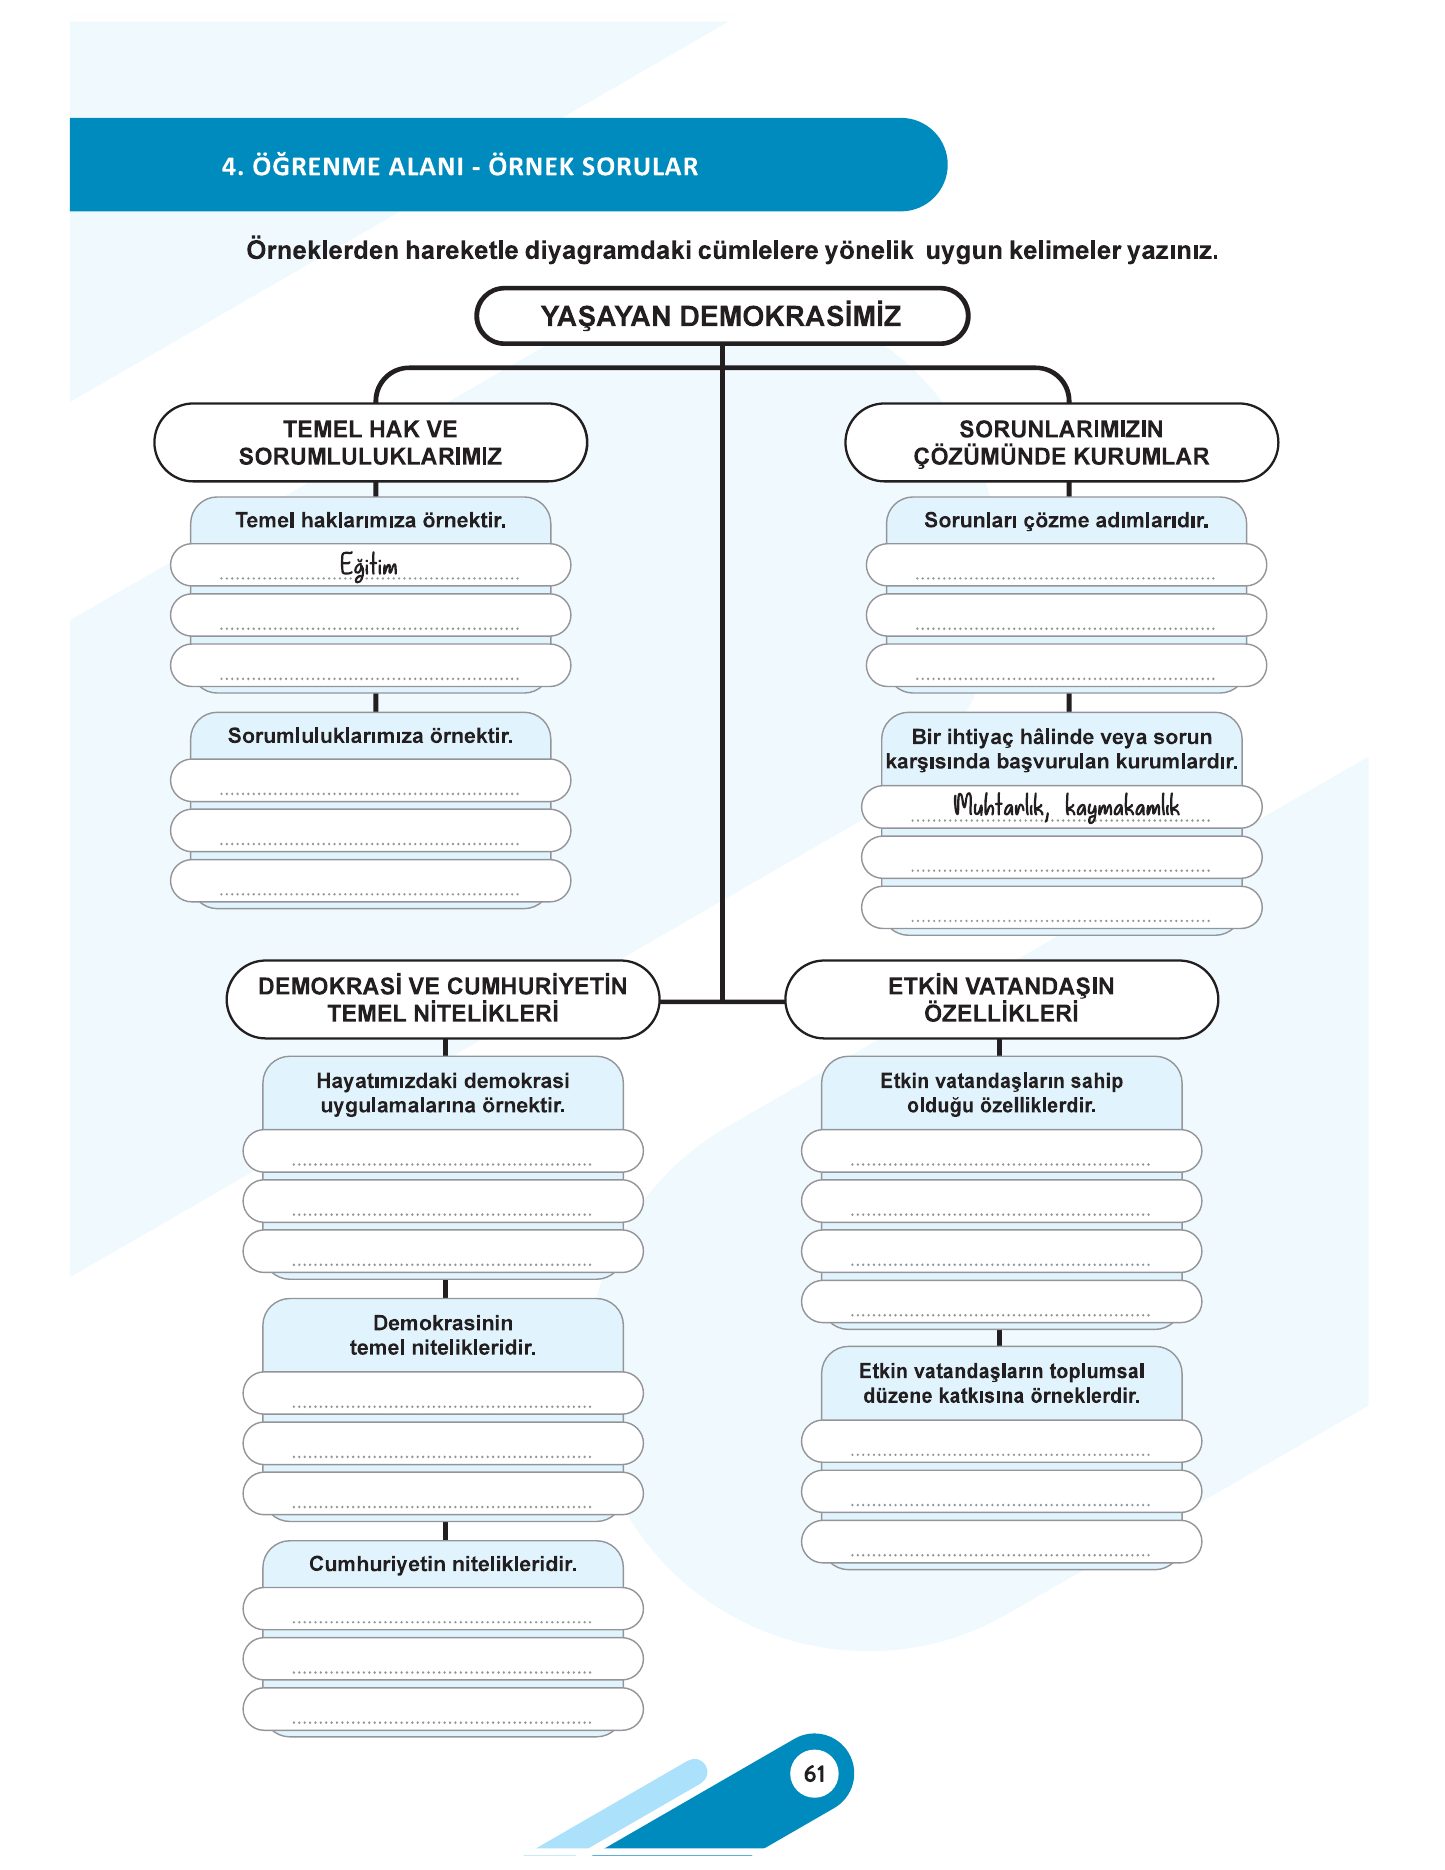 4. ÖĞRENME ALANI - ÖRNEK SORULAR
Örneklerden hareketle diyagramdaki cümlelere yönelik uygun kelimeler yazınız.
YAŞAYAN DEMOKRASİMİZ
TEMEL HAK VE
SORUMLULUKLARIMIZ
Temel haklarımıza örnektir.
Eğitim
Sorumluluklarımıza örnektir.
SORUNLARIMIZIN
ÇÖZÜMÜNDE KURUMLAR
Sorunları çözme adımlarıdır.
Bir ihtiyaç hâlinde veya sorun
karşısında başvurulan kurumlardır.
Muhtarlık, kaymakamlık
DEMOKRASİ VE CUMHURİYETİN
TEMEL NİTELİKLERİ
Hayatımızdaki demokrasi
uygulamalarına örnektir.
Demokrasinin
temel nitelikleridir.
Cumhuriyetin nitelikleridir.
ETKİN VATANDAŞIN
ÖZELLİKLERİ
Etkin vatandaşların sahip
olduğu özelliklerdir.
Etkin vatandaşların toplumsal
düzene katkısına örneklerdir.
61